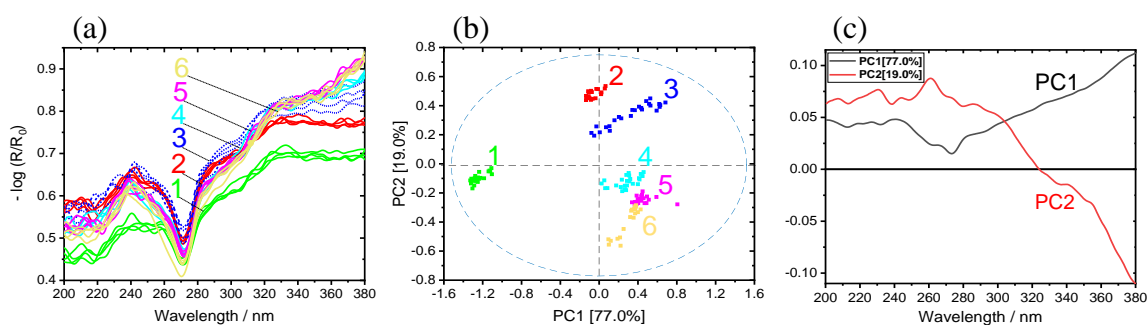 (a)
6
5
4
3
2
1
- log (R/R0)
0.9
0.8
0.7
0.6
0.5
0.4
200 220 240 260 280 300 320 340 360 380
Wavelength / nm
(b)
2
3
1
4
5
6
PC2 [19.0%]
0.8
0.6
0.4
0.2
0.0
-0.2
-0.4
-0.6
-0.8
-1.6 -1.2 -0.8 -0.4 0.0 0.4 0.8 1.2 1.6
PC1 [77.0%]
(c)
PC1[77.0%]
PC2[19.0%]
PC1
PC2
0.10
0.05
0.00
-0.05
-0.10
200 220 240 260 280 300 320 340 360 380
Wavelength / nm